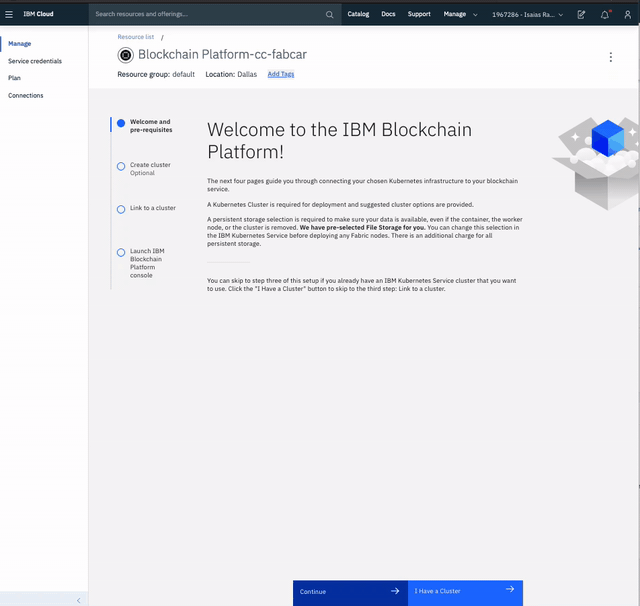 IBM Cloud
Search resources and offerings...
Catalog
Docs
Support
Manage
1967286 - Isaias Ra...
Manage
Service credentials
Plan
Connections
Resource list /
Blockchain Platform-cc-fabcar
Resource group: default Location: Dallas Add Tags
Welcome and
pre-requisites
Create cluster
Optional
Link to a cluster
Launch IBM
Blockchain
Platform
console
Welcome to the IBM Blockchain
Platform!
The next four pages guide you through connecting your chosen Kubernetes infrastructure to your blockchain
service.
A Kubernetes Cluster is required for deployment and suggested cluster options are provided.
A persistent storage selection is required to make sure your data is available, even if the container, the worker
node, or the cluster is removed. We have pre-selected File Storage for you. You can change this selection in
the IBM Kubernetes Service before deploying any Fabric nodes. There is an additional charge for all
persistent storage.
You can skip to step three of this setup if you already have an IBM Kubernetes Service cluster that you want
to use. Click the "I Have a Cluster" button to skip to the third step: Link to a cluster.
Continue
I Have a Cluster